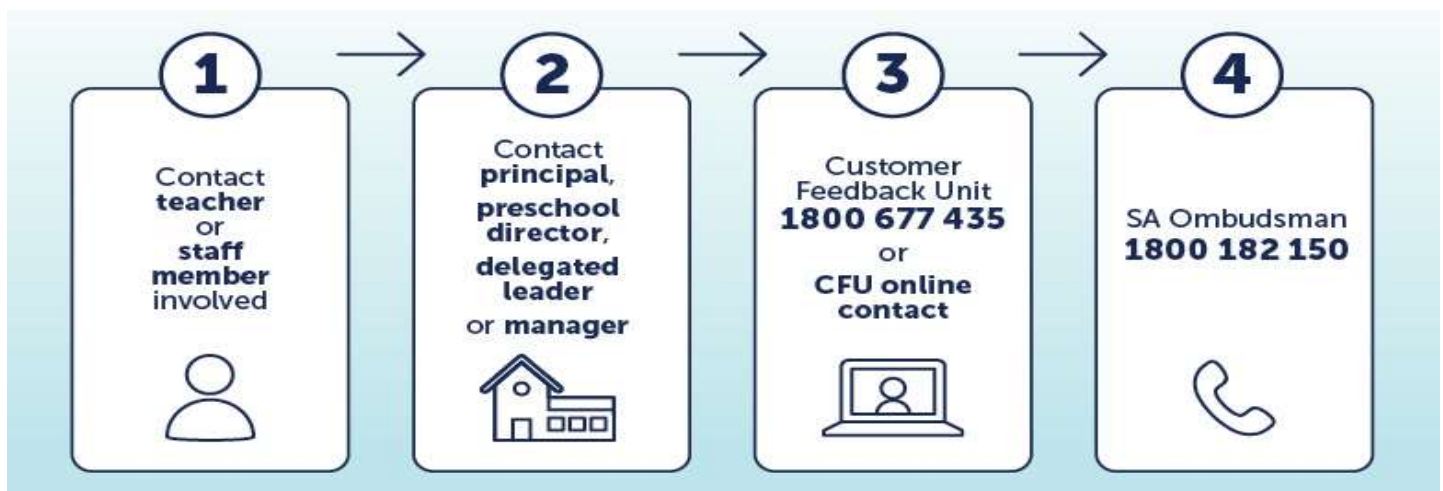 1
Contact
teacher
or
staff
member
involved
2
Contact
principal,
preschool
director,
delegated
leader
or manager
3
Customer
Feedback Unit
1800 677 435
or
CFU online
contact
4
SA Ombudsman
1800 182 150